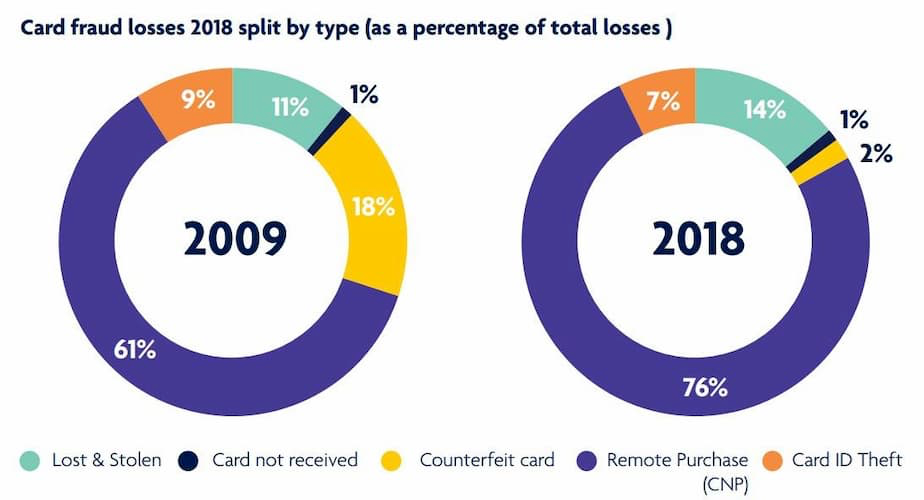 Card fraud losses 2018 split by type (as a percentage of total losses )
9%
11%
1%
18%
2009
61%
7%
14%
1%
2%
2018
76%
Lost & Stolen
Card not received
Counterfeit card
Remote Purchase
(CNP)
Card ID Theft